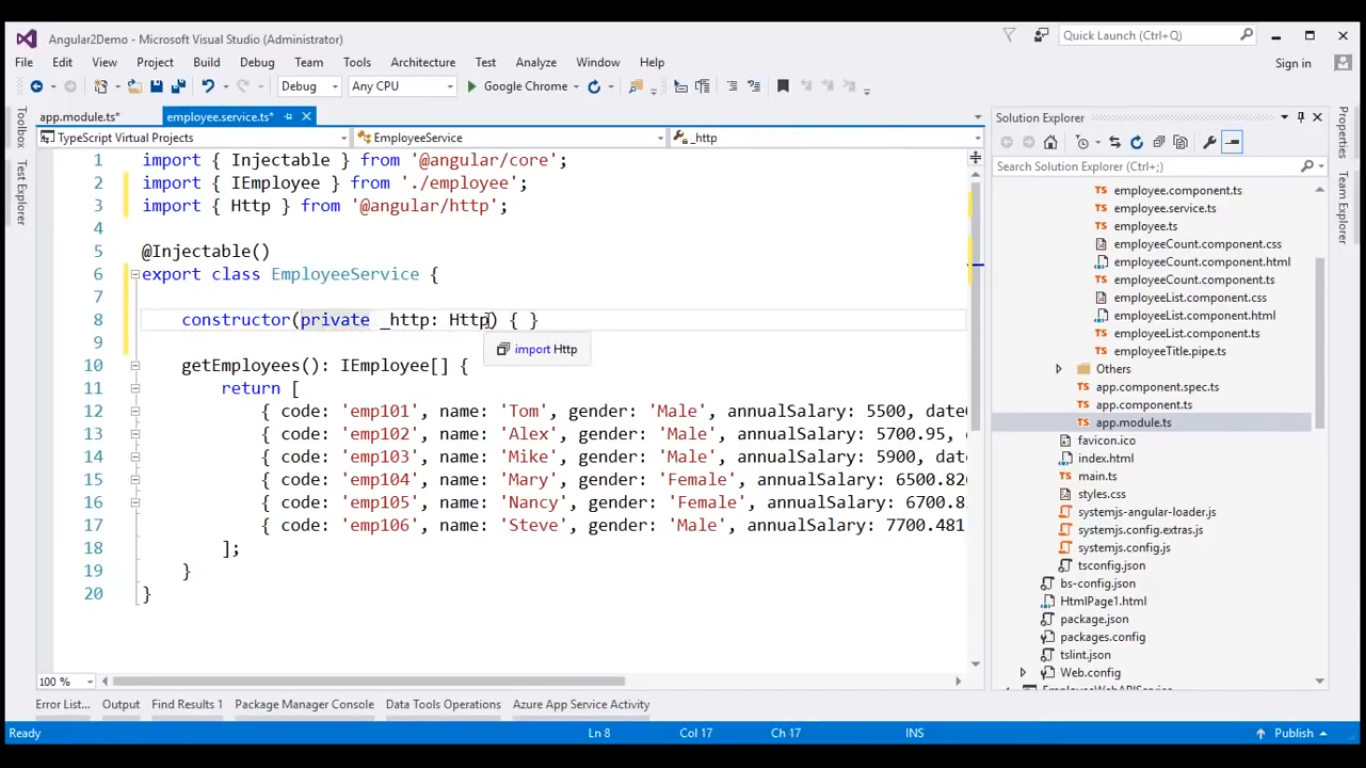 Angular2Demo - Microsoft Visual Studio (Administrator)
Quick Launch (Ctrl+Q)
File Edit View Project Build Debug Team Tools Architecture Test Analyze Window Help
Sign in
Debug Any CPU Google Chrome
Toolbox
Test Explorer
app.module.ts* employee.service.ts*
TypeScript Virtual Projects EmployeeService _http
1 import { Injectable } from '@angular/core';
2 import { IEmployee } from './employee';
3 import { Http } from '@angular/http';
4
5 @Injectable()
6 export class EmployeeService {
7
8 constructor(private _http: Http) { }
import Http
9
10 getEmployees(): IEmployee[] {
11 return [
12 { code: 'emp101', name: 'Tom', gender: 'Male', annualSalary: 5500,
13 { code: 'emp102', name: 'Alex', gender: 'Male', annualSalary: 5700.95,
14 { code: 'emp103', name: 'Mike', gender: 'Male', annualSalary: 5900,
15 { code: 'emp104', name: 'Mary', gender: 'Female', annualSalary:
16 { code: 'emp105', name: 'Nancy', gender: 'Female', annualSalary:
17 { code: 'emp106', name: 'Steve', gender: 'Male', annualSalary: 7700.481
18 ];
19 }
20 }
100 %
Solution Explorer
Search Solution Explorer (Ctrl+;)
employee.component.ts
employee.service.ts
employee.ts
employeeCount.component.css
employeeCount.component.html
employeeCount.component.ts
employeeList.component.css
employeeList.component.html
employeeList.component.ts
employeeTitle.pipe.ts
Others
app.component.spec.ts
app.component.ts
app.module.ts
favicon.ico
index.html
main.ts
styles.css
systemjs-angular-loader.js
systemjs.config.extras.js
systemjs.config.js
tsconfig.json
bs-config.json
HtmlPage1.html
package.json
packages.config
tslint.json
Web.config
Properties
Team Explorer
Error List... Output Find Results 1 Package Manager Console Data Tools Operations Azure App Service Activity
Ready Ln 8 Col 17 Ch 17 INS Publish